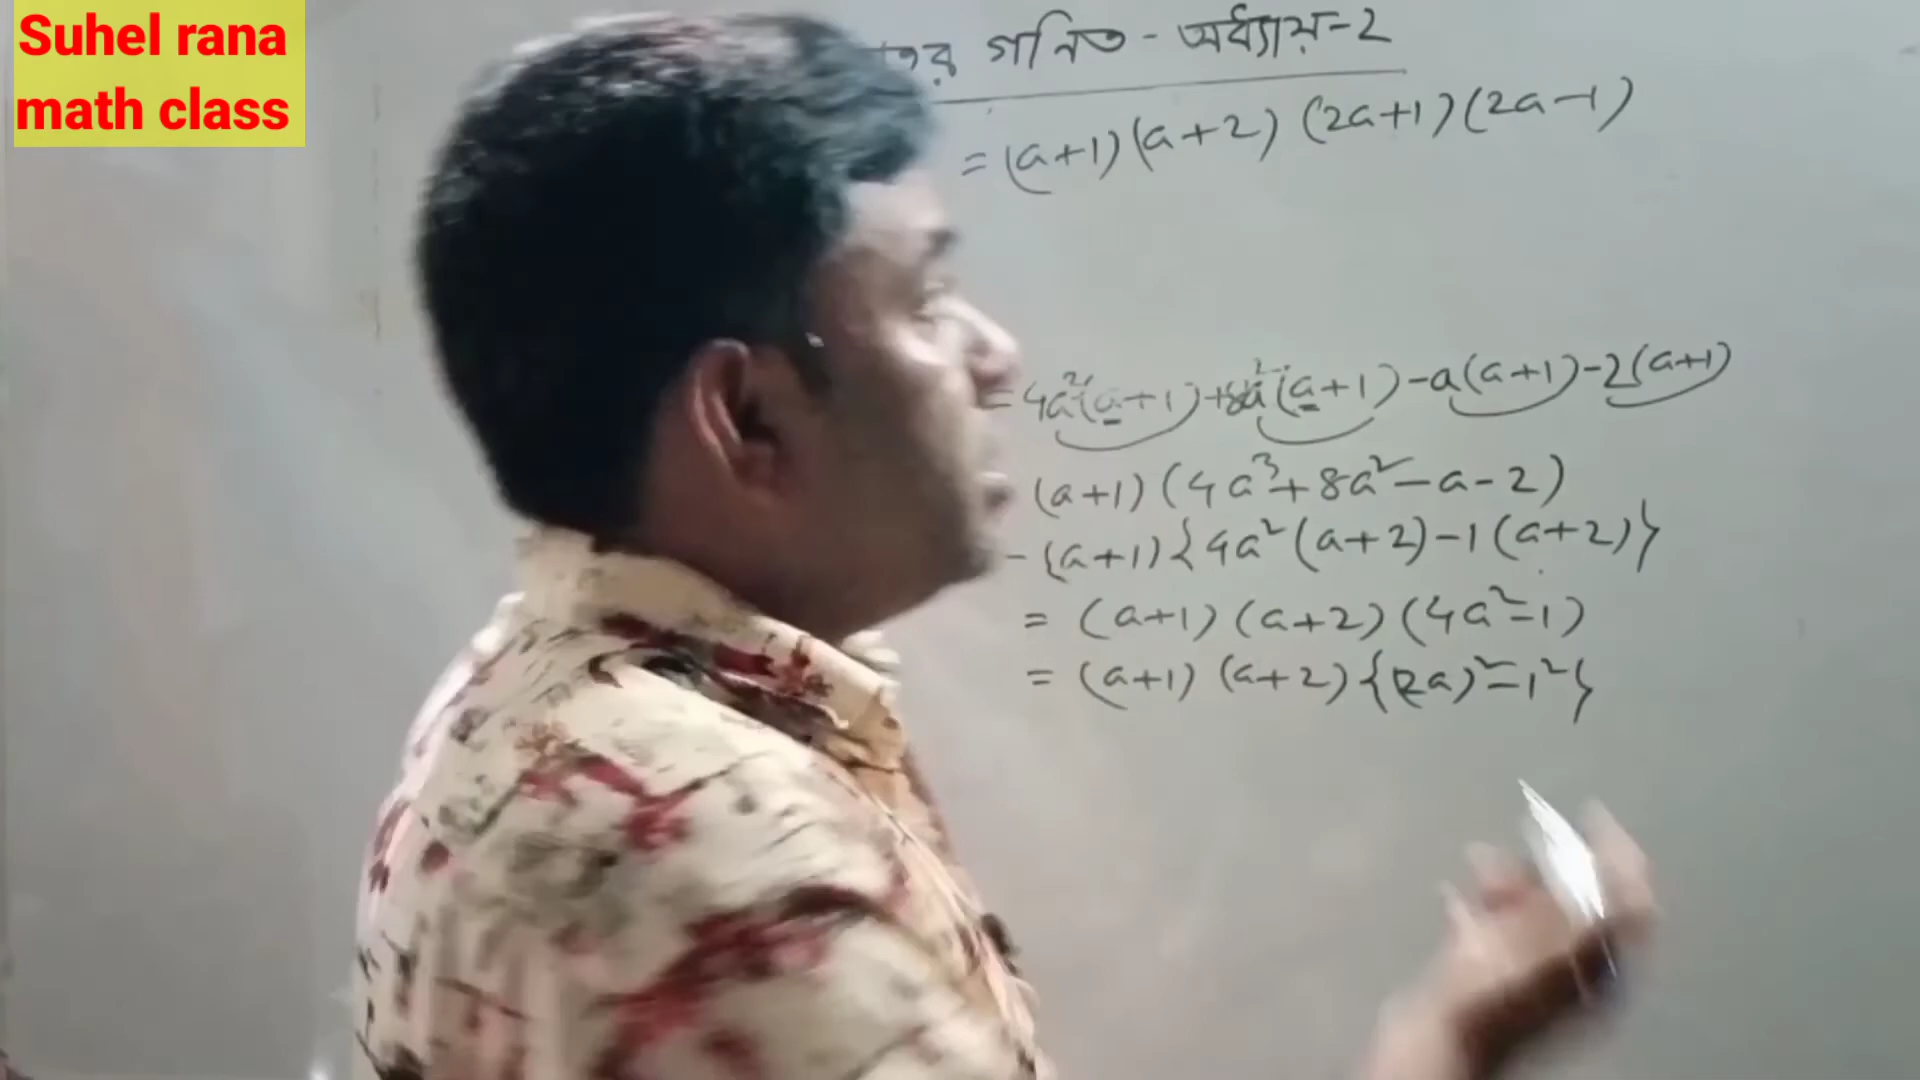 Suhel rana
math class
গনিত - অধ্যায়-2
=(a+1)(a+2)(2a+1)(2a-1)
=4a²(a+1)+8a²(a+1)-a(a+1)-2(a+1)
(a+1)(4a³+8a²-a-2)
-(a+1){4a²(a+2)-1(a+2)}
= (a+1)(a+2)(4a²-1)
= (a+1)(a+2){(2a)²-1²}